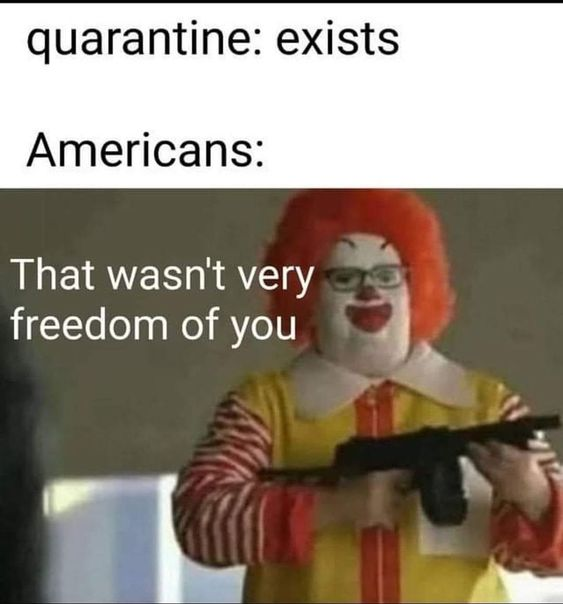 quarantine: exists
Americans:
That wasn't very
freedom of you